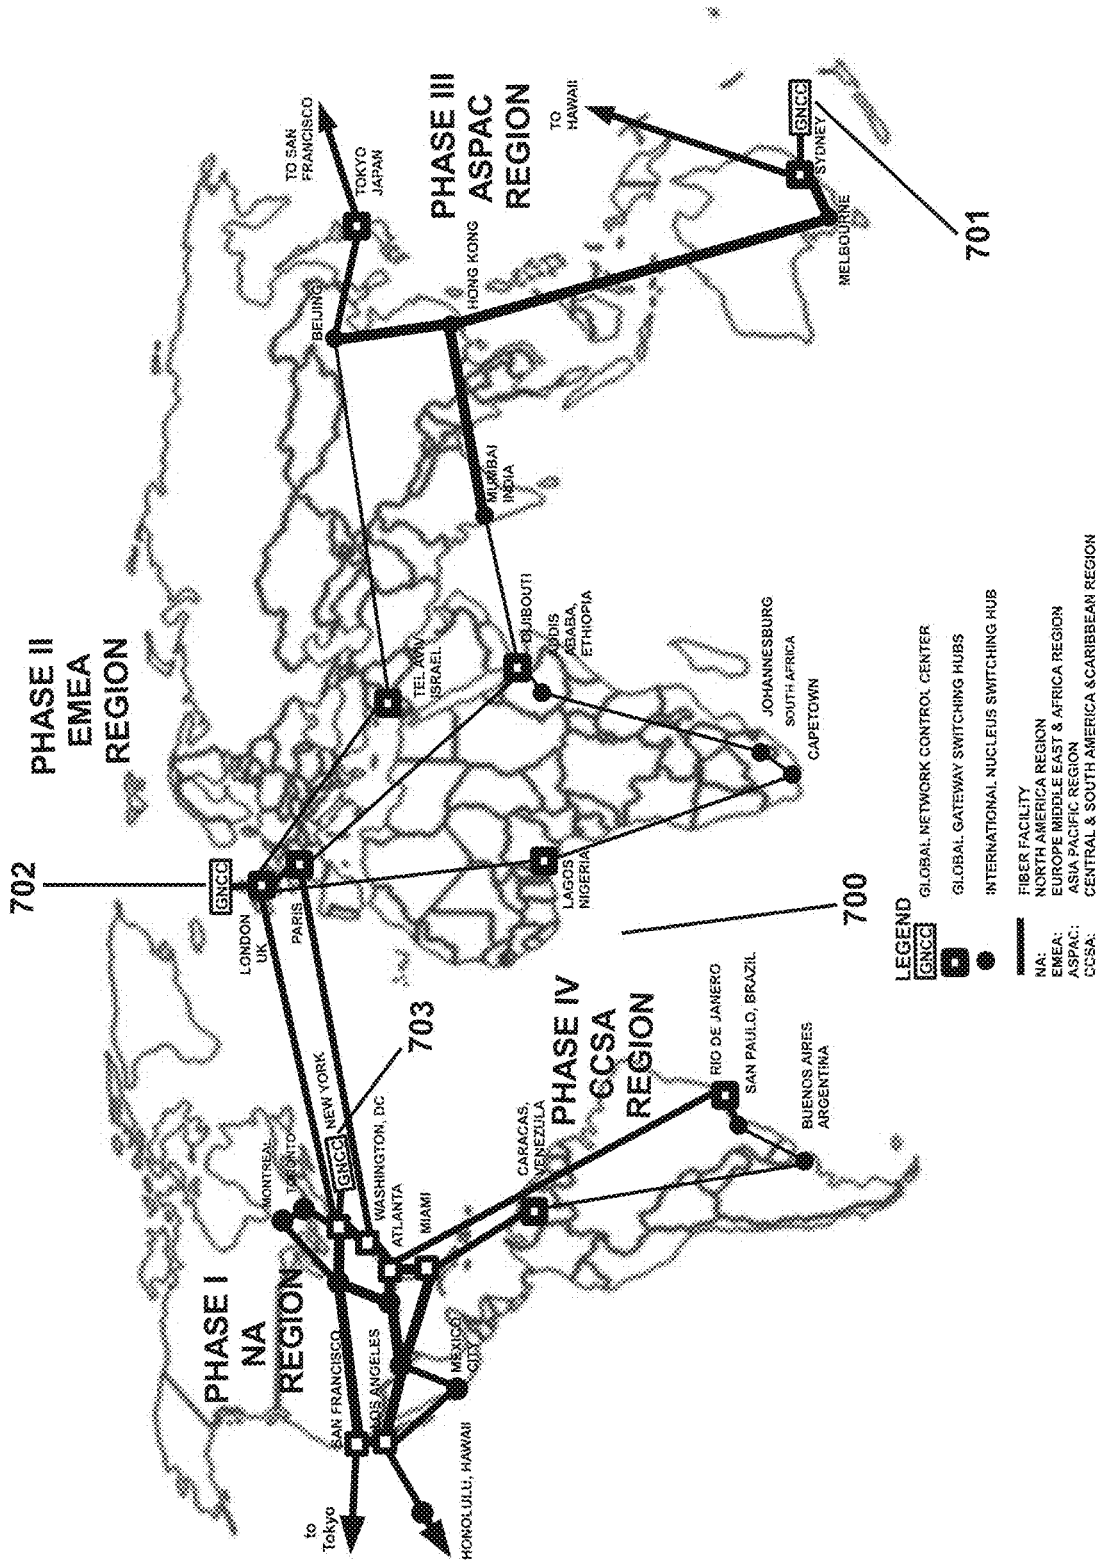 PHASE I
NA
REGION
PHASE II
EMEA
REGION
PHASE III
ASPAC
REGION
PHASE IV
CCSA
REGION
to
Tokyo
SAN FRANCISCO
LOS ANGELES
HONOLULU, HAWAII
MEXICO
CITY
MONTREAL
TORONTO
NEW YORK
GNCC
WASHINGTON, DC
ATLANTA
MIAMI
703
CARACAS,
VENEZULA
RIO DE JANERO
SAN PAULO, BRAZIL
BUENOS AIRES
ARGENTINA
702
GNCC
LONDON
UK
PARIS
LAGOS
NIGERIA
700
TEL AVIV
ISRAEL
DJIBOUTI
ADIS
ABABA,
ETHIOPIA
JOHANNESBURG
SOUTH AFRICA
CAPETOWN
MUMBAI
INDIA
BEIJING
HONG KONG
TOKYO
JAPAN
TO SAN
FRANCISCO
TO
HAWAII
GNCC
SYDNEY
MELBOURNE
701
LEGEND
GNCC GLOBAL NETWORK CONTROL CENTER
GLOBAL GATEWAY SWITCHING HUBS
INTERNATIONAL NUCLEUS SWITCHING HUB
FIBER FACILITY
NA: NORTH AMERICA REGION
EMEA: EUROPE MIDDLE EAST & AFRICA REGION
ASPAC: ASIA PACIFIC REGION
CCSA: CENTRAL & SOUTH AMERICA &CARIBBEAN REGION